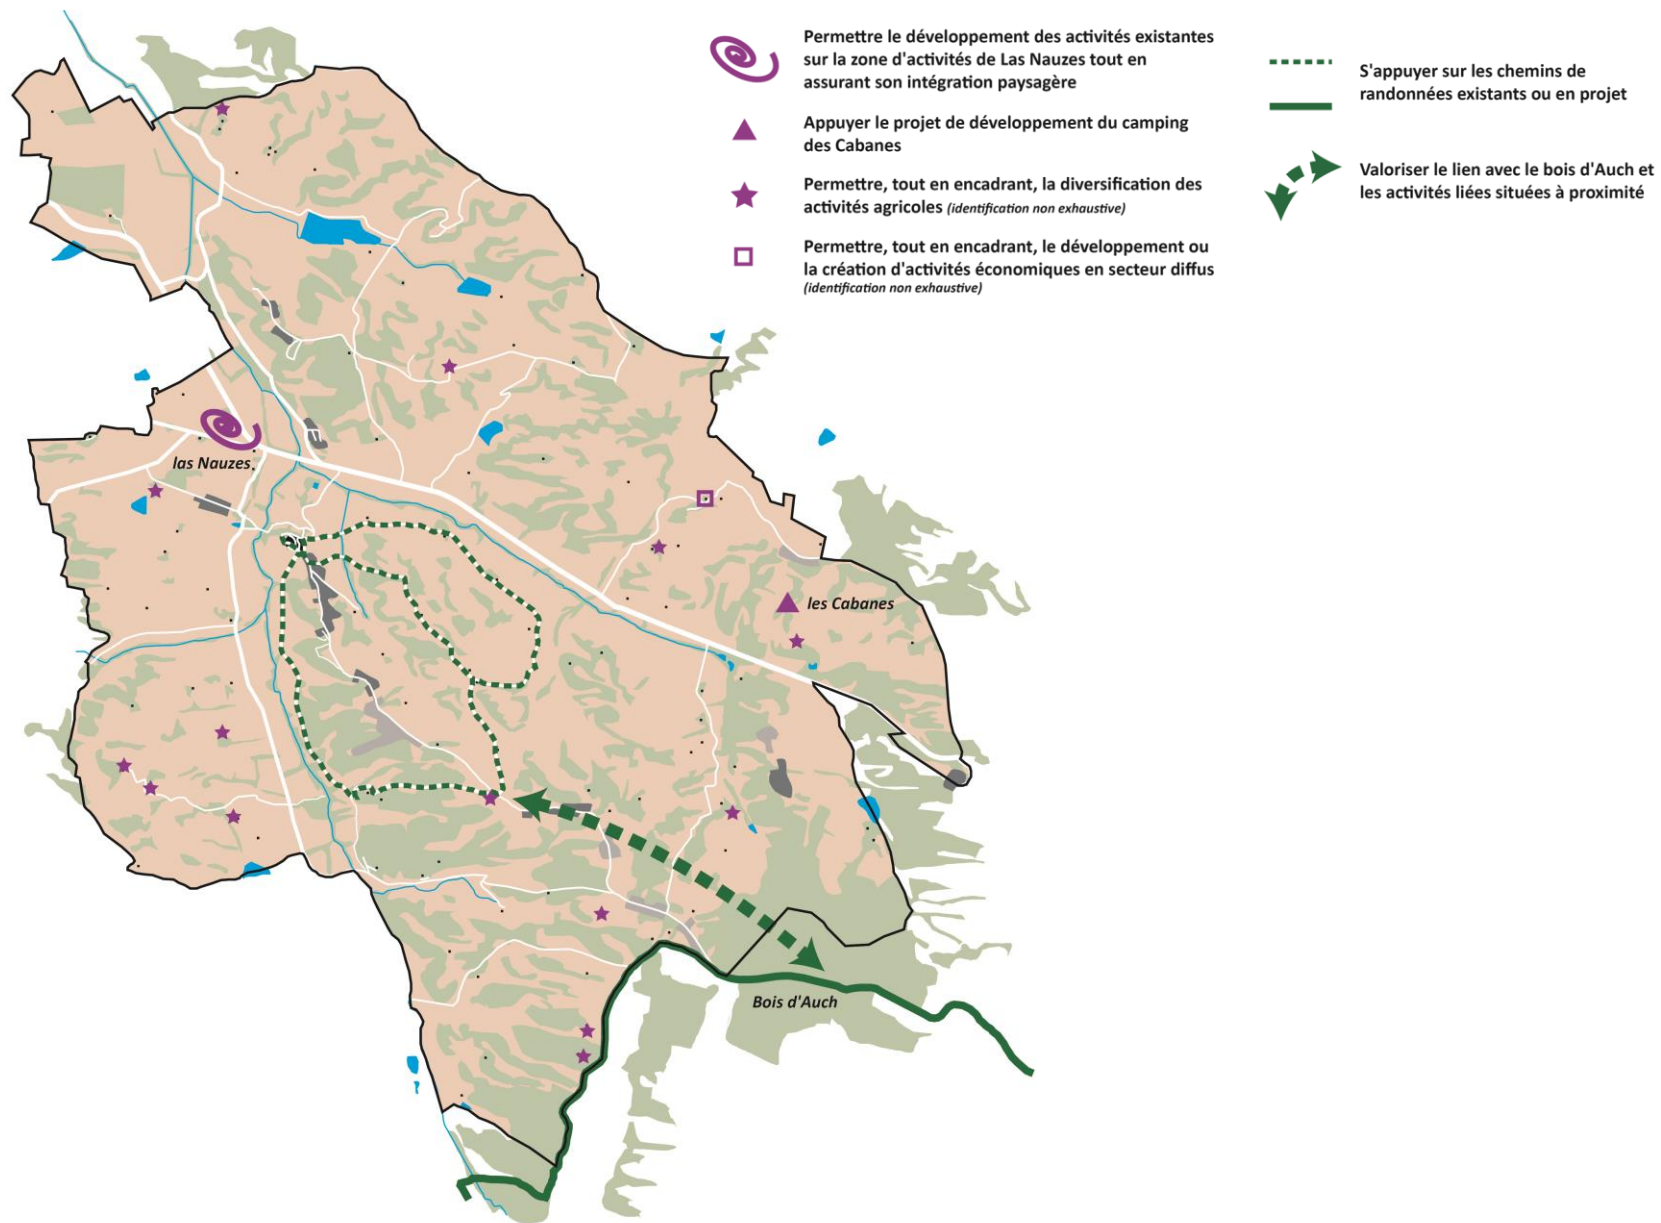 Permettre le développement des activités existantes
sur la zone d'activités de Las Nauzes tout en
assurant son intégration paysagère
Appuyer le projet de développement du camping
des Cabanes
Permettre, tout en encadrant, la diversification des
activités agricoles (identification non exhaustive)
Permettre, tout en encadrant, le développement ou
la création d'activités économiques en secteur diffus
(identification non exhaustive)
S'appuyer sur les chemins de
randonnées existants ou en projet
Valoriser le lien avec le bois d'Auch et
les activités liées situées à proximité
las Nauzes
les Cabanes
Bois d'Auch